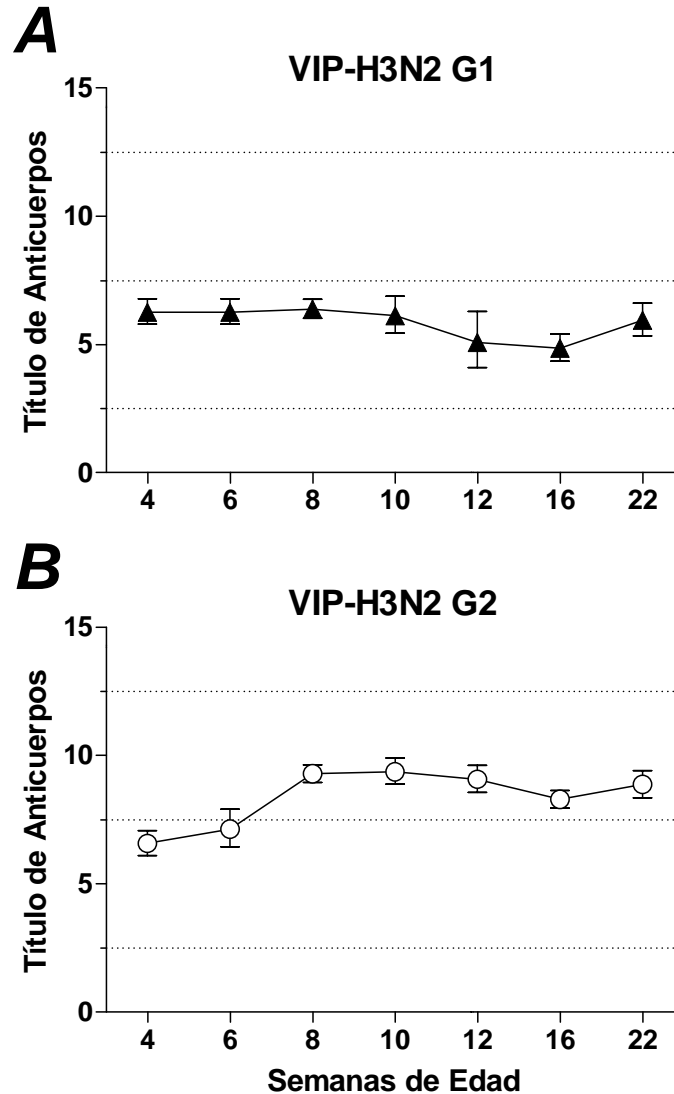 A
VIP-H3N2 G1
Título de Anticuerpos
15
10
5
0
4 6 8 10 12 16 22
B
VIP-H3N2 G2
Título de Anticuerpos
15
10
5
0
4 6 8 10 12 16 22
Semanas de Edad